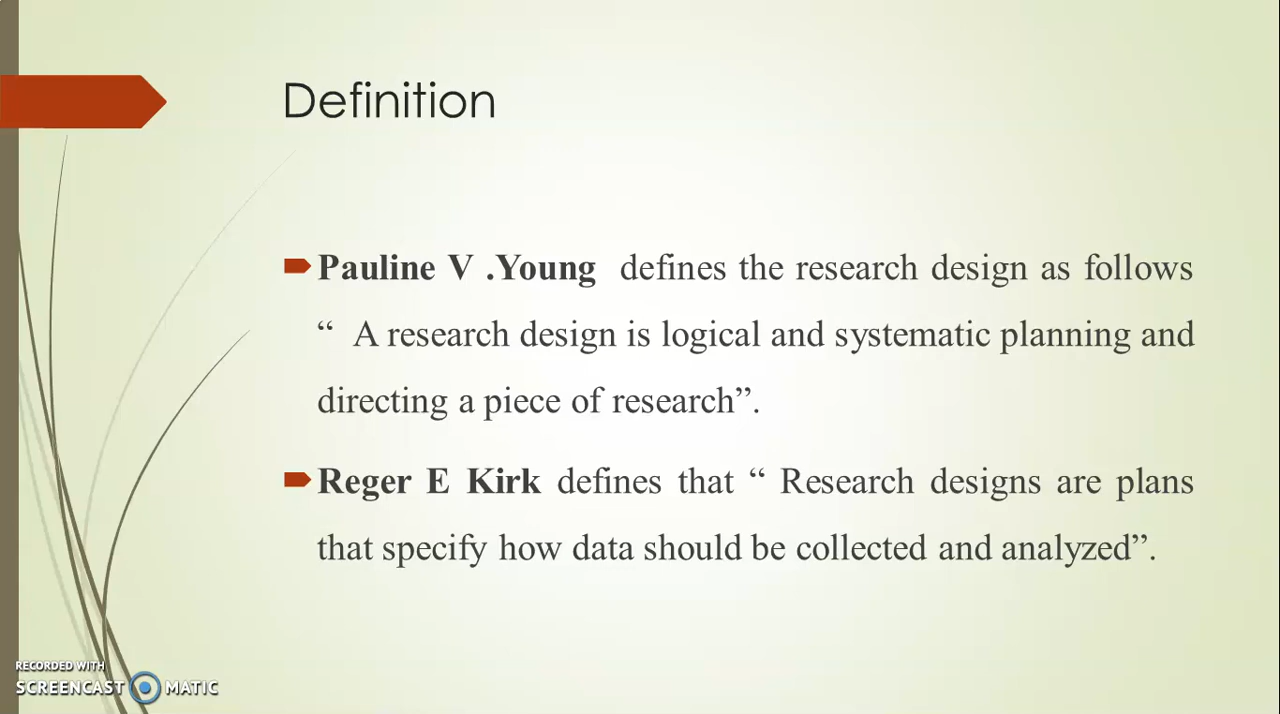 Definition
Pauline V .Young defines the research design as follows
“ A research design is logical and systematic planning and
directing a piece of research”.
Reger E Kirk defines that “ Research designs are plans
that specify how data should be collected and analyzed”.
RECORDED WITH
SCREENCAST MATIC